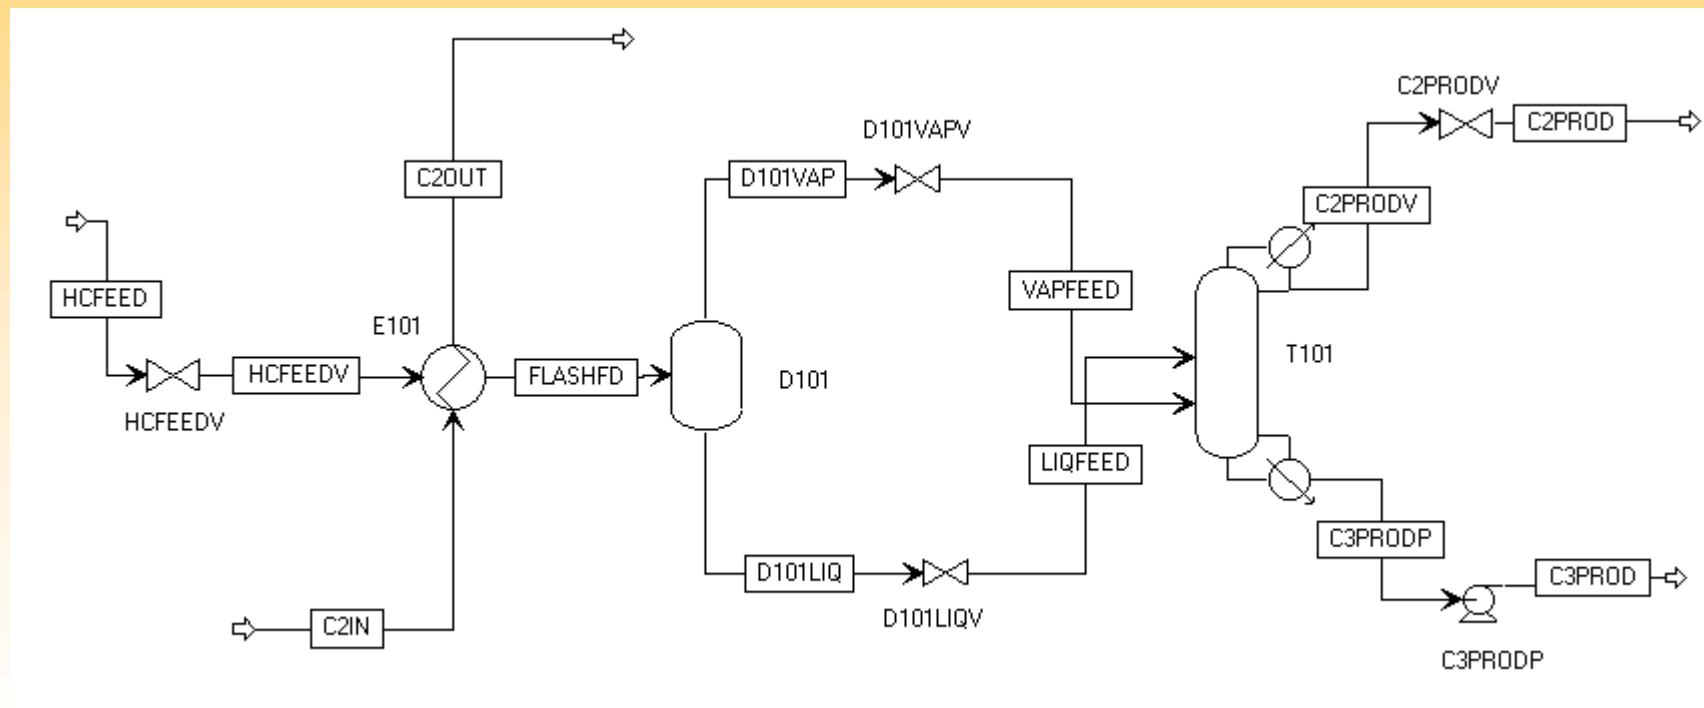 C2PRODV
C2PROD
D101VAPV
C2OUT
D101VAP
C2PRODV
HCFEED
VAPFEED
E101
T101
HCFEEDV
FLASHFD
D101
HCFEEDV
LIQFEED
C3PRODP
D101LIQ
C3PROD
D101LIQV
C2IN
C3PRODP